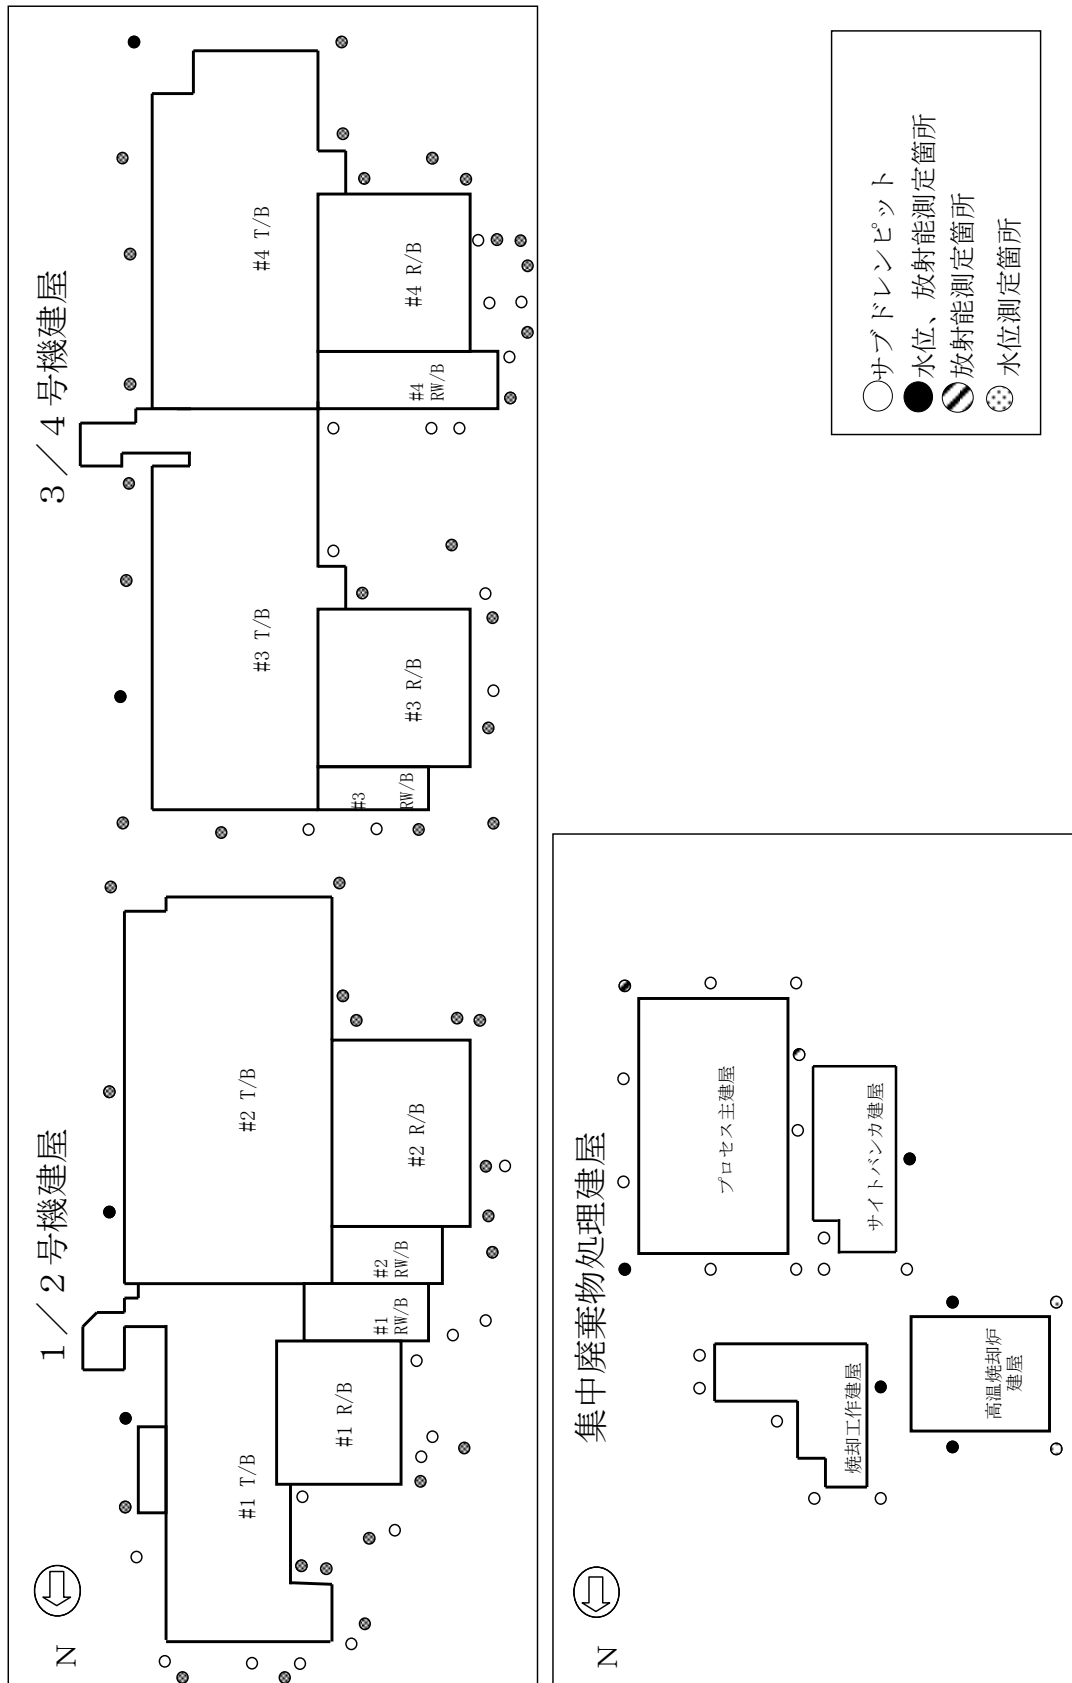 1／2号機建屋
3／4号機建屋
N
#1 T/B
#2 T/B
#3 T/B
#4 T/B
#1 R/B
#1
RW/B
#2
RW/B
#2 R/B
#3
RW/B
#3 R/B
#4
RW/B
#4 R/B
集中廃棄物処理建屋
N
プロセス主建屋
サイトバンカ建屋
焼却工作建屋
高温焼却炉
建屋
サブドレンピット
水位、放射能測定箇所
放射能測定箇所
水位測定箇所